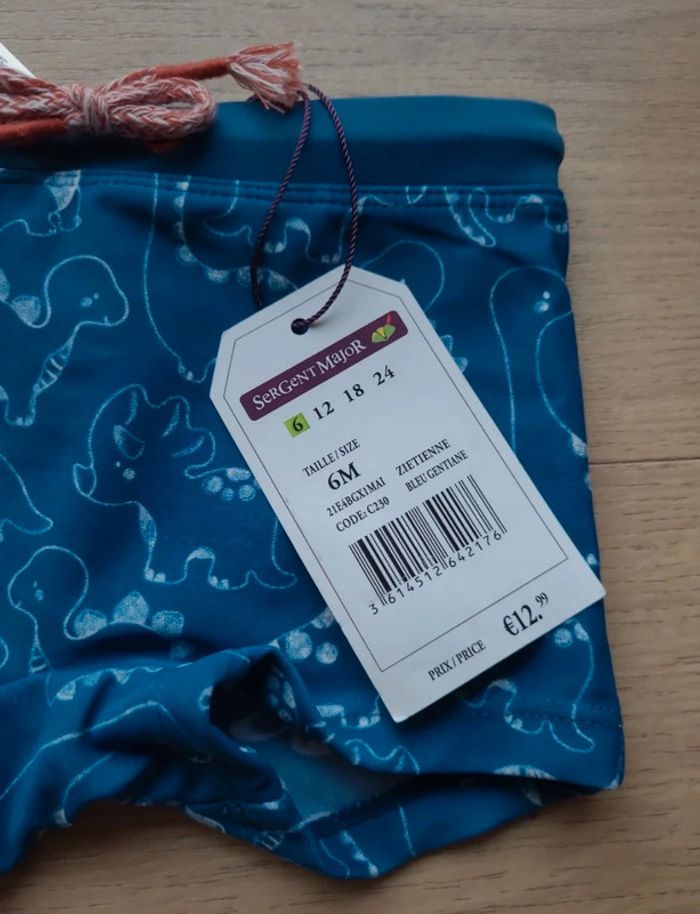 SeRGeNT MaJoR
6 12 18 24
TAILLE/SIZE
6M
21E4BGX1MAI ZIETIENNE
CODE: C230 BLEU GENTIANE
3 614512 642176
PRIX/PRICE €12.99